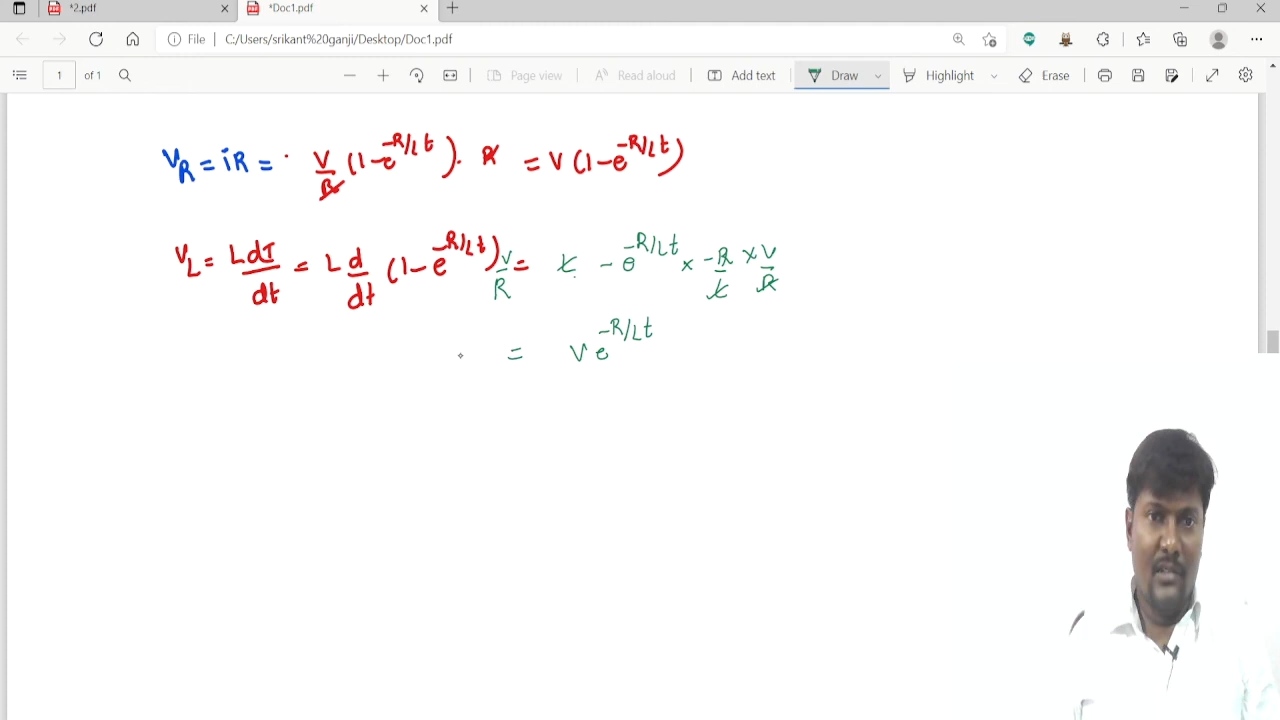 *2.pdf *Doc1.pdf
File C:/Users/srikant%20ganji/Desktop/Doc1.pdf
1 of 1 Page view Read aloud Add text Draw Highlight Erase
V_R = iR = V/R (1-e^{-R/L t}) . R = V (1-e^{-R/L t})
V_L = L dI/dt = L d/dt (1-e^{-R/L t}) V/R = L - e^{-R/L t} × -R/L × V/R
= V e^{-R/L t}